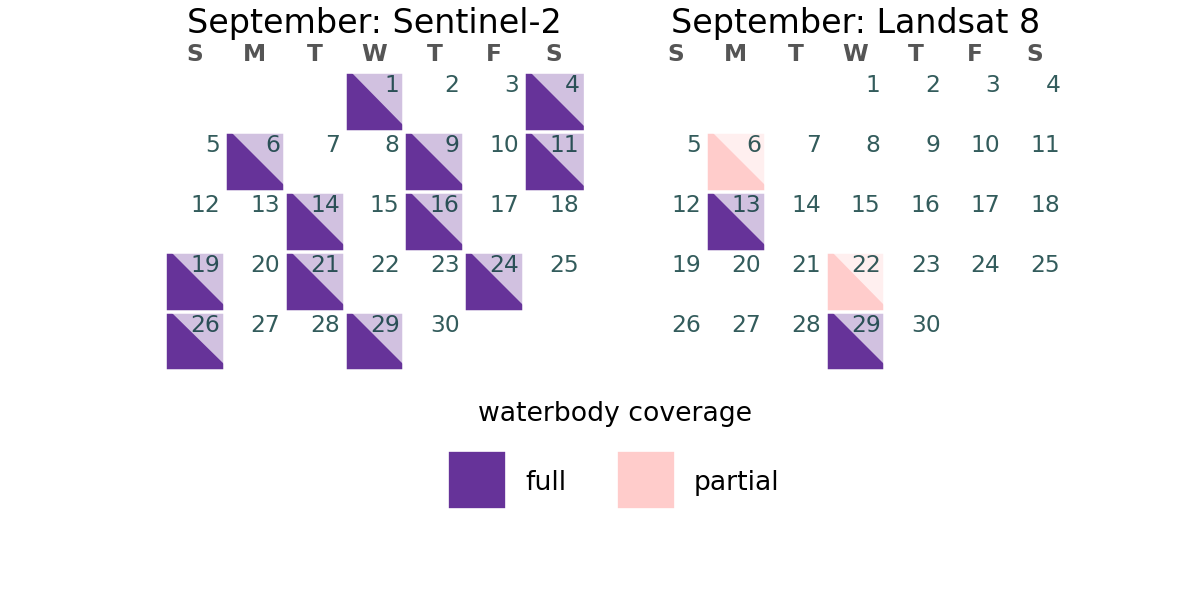 September: Sentinel-2
S M T W T F S
1 2 3 4
5 6 7 8 9 10 11
12 13 14 15 16 17 18
19 20 21 22 23 24 25
26 27 28 29 30
September: Landsat 8
S M T W T F S
1 2 3 4
5 6 7 8 9 10 11
12 13 14 15 16 17 18
19 20 21 22 23 24 25
26 27 28 29 30
waterbody coverage
full partial